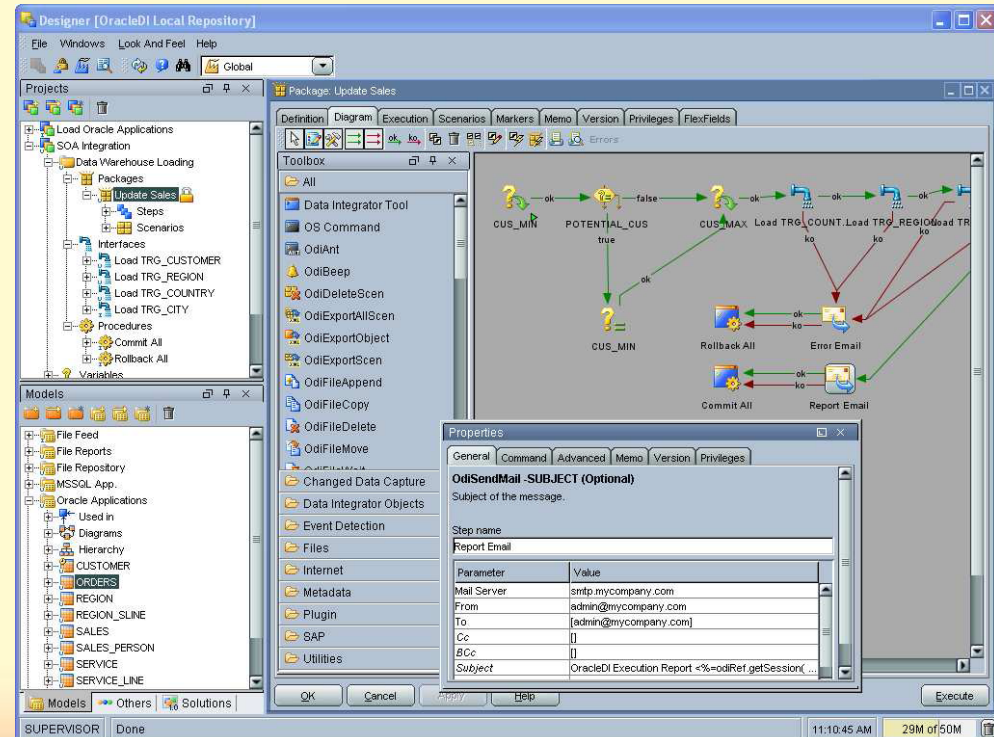 Designer [OracleDI Local Repository]
File Windows Look And Feel Help
Global
Projects
Load Oracle Applications
SOA Integration
Data Warehouse Loading
Packages
Update Sales
Steps
Scenarios
Interfaces
Load TRG_CUSTOMER
Load TRG_REGION
Load TRG_COUNTRY
Load TRG_CITY
Procedures
Commit All
Rollback All
Variables
Models
File Feed
File Reports
File Repository
MSSQL App.
Oracle Applications
Used in
Diagrams
Hierarchy
CUSTOMER
ORDERS
REGION
REGION_SLINE
SALES
SALES_PERSON
SERVICE
SERVICE_LINE
Models Others Solutions
Package: Update Sales
Definition Diagram Execution Scenarios Markers Memo Version Privileges FlexFields
ok ko Errors
Toolbox
All
Data Integrator Tool
OS Command
OdiAnt
OdiBeep
OdiDeleteScen
OdiExportAllScen
OdiExportObject
OdiExportScen
OdiFileAppend
OdiFileCopy
OdiFileDelete
OdiFileMove
Changed Data Capture
Data Integrator Objects
Event Detection
Files
Internet
Metadata
Plugin
SAP
Utilities
ok false ok ok ok
CUS_MIN POTENTIAL_CUS CUS_MAX Load TRG_COUNT. Load TRG_REGION Load TR
true ko ko ko
ok
CUS_MIN
ok
ko
Rollback All Error Email
ok
ko
Commit All Report Email
Properties
General Command Advanced Memo Version Privileges
OdiSendMail -SUBJECT (Optional)
Subject of the message.
Step name
Report Email
Parameter Value
Mail Server smtp.mycompany.com
From admin@mycompany.com
To [admin@mycompany.com]
Cc []
BCc []
Subject OracleDI Execution Report <%=odiRef.getSession( ...
OK Cancel Apply Help Execute
SUPERVISOR Done 11:10:45 AM 29M of 50M